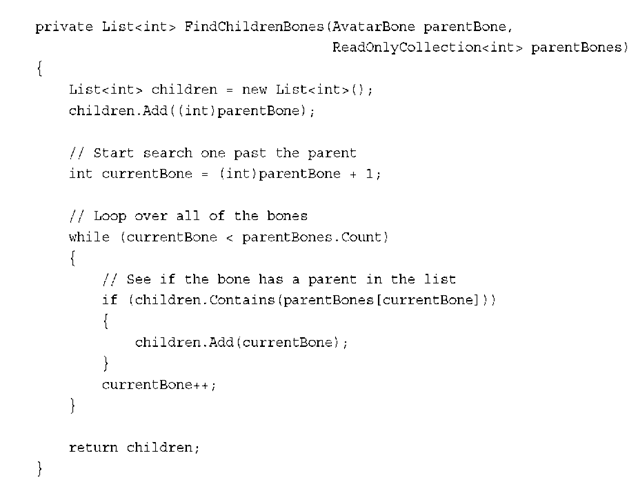 private List<int> FindChildrenBones(AvatarBone parentBone,
                                    ReadOnlyCollection<int> parentBones)
{
    List<int> children = new List<int>();
    children.Add((int)parentBone);

    // Start search one past the parent
    int currentBone = (int)parentBone + 1;

    // Loop over all of the bones
    while (currentBone < parentBones.Count)
    {
        // See if the bone has a parent in the list
        if (children.Contains(parentBones[currentBone]))
        {
            children.Add(currentBone);
        }
        currentBone++;
    }

    return children;
}